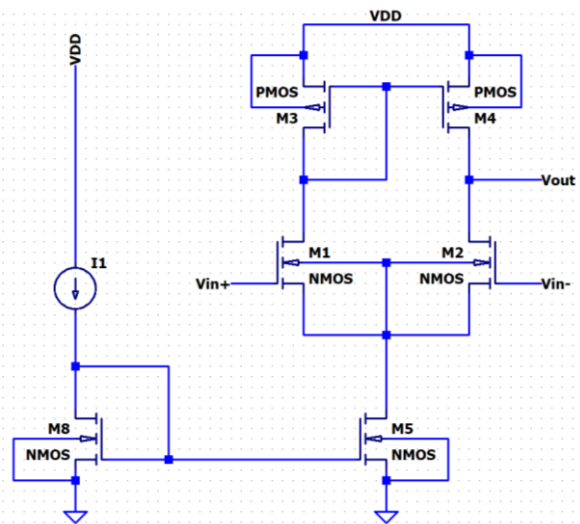 VDD
VDD
PMOS
M3
PMOS
M4
Vout
M1
NMOS
M2
NMOS
Vin+
Vin-
I1
M8
NMOS
M5
NMOS